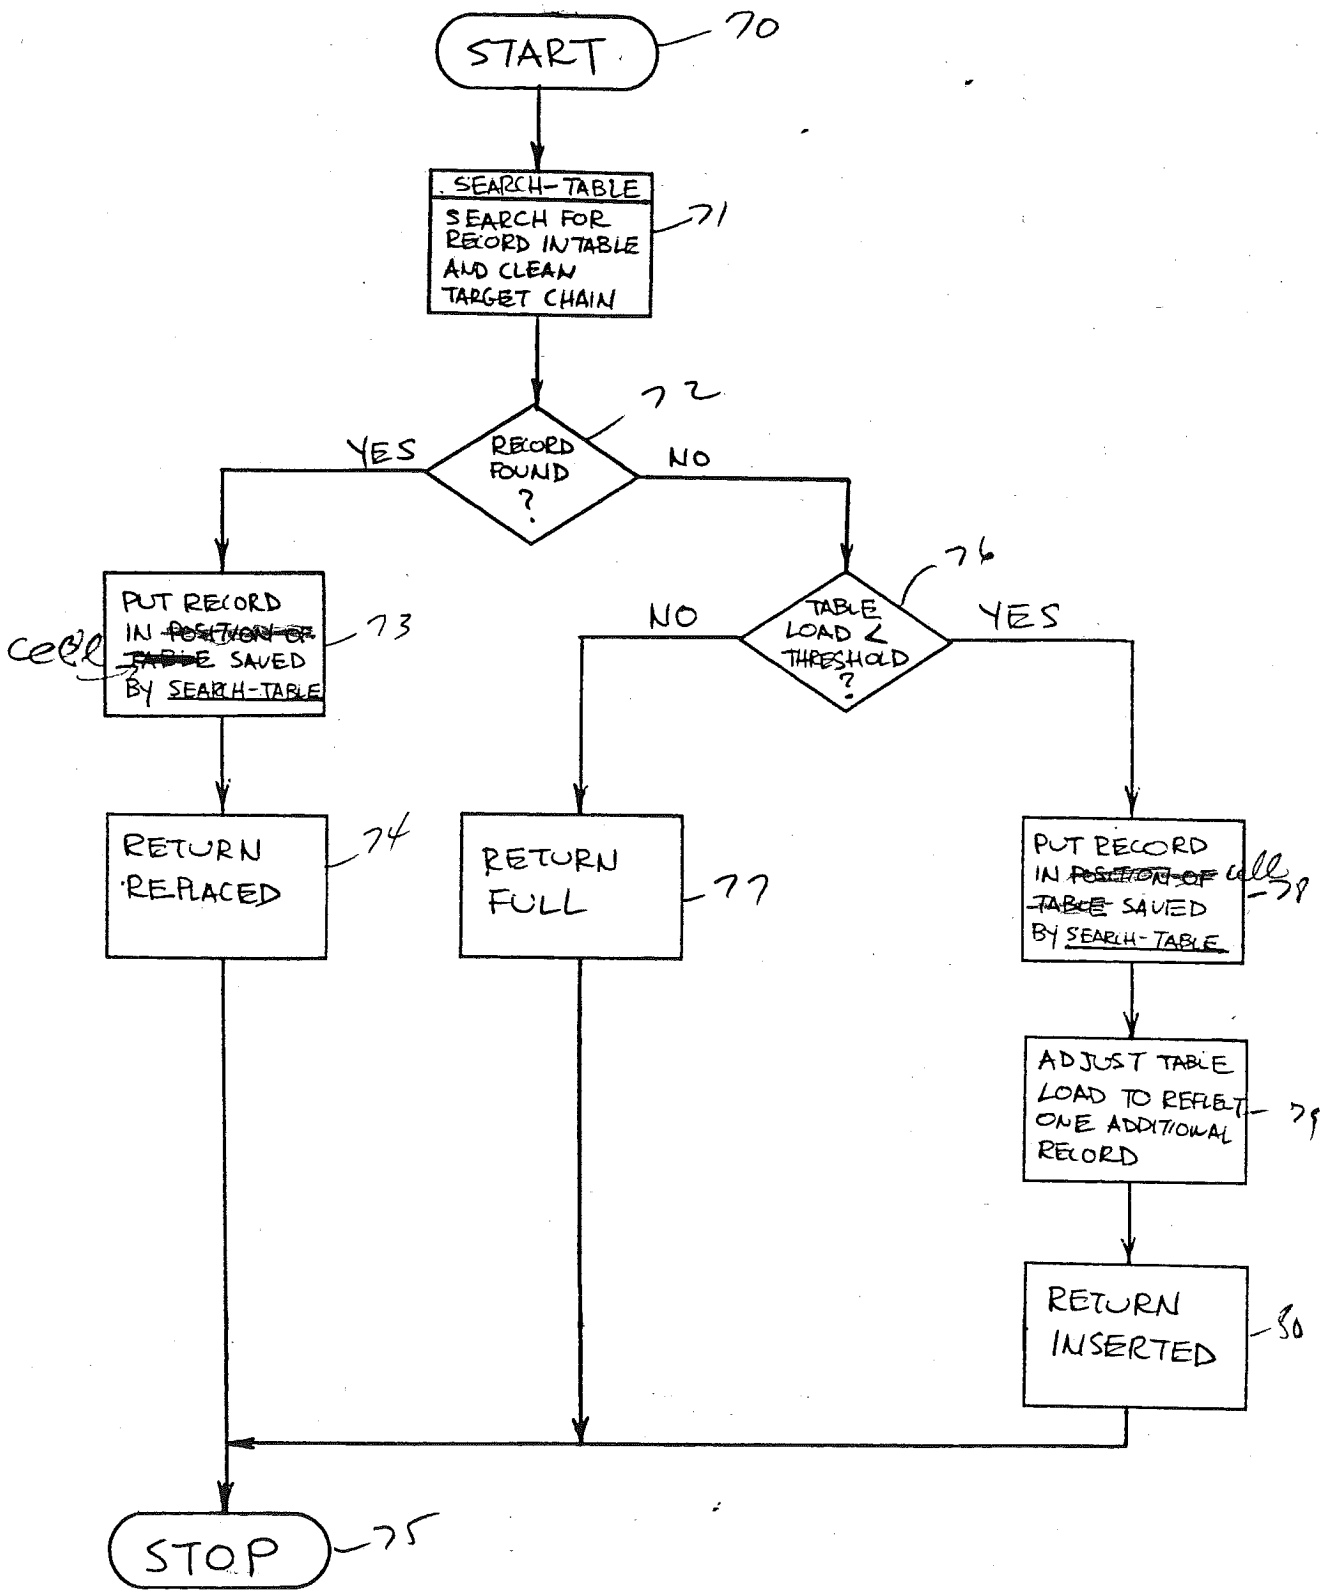 START 70
SEARCH-TABLE
SEARCH FOR
RECORD IN TABLE
AND CLEAN
TARGET CHAIN
71
72
RECORD
FOUND
?
YES
NO
PUT RECORD
IN POSITION OF
cell TABLE SAVED
BY SEARCH-TABLE
73
76
TABLE
LOAD <
THRESHOLD
?
NO
YES
RETURN
REPLACED
74
RETURN
FULL
77
PUT RECORD
IN POSITION OF cell
TABLE SAVED
BY SEARCH-TABLE
78
ADJUST TABLE
LOAD TO REFLECT
ONE ADDITIONAL
RECORD
79
RETURN
INSERTED
80
STOP 75